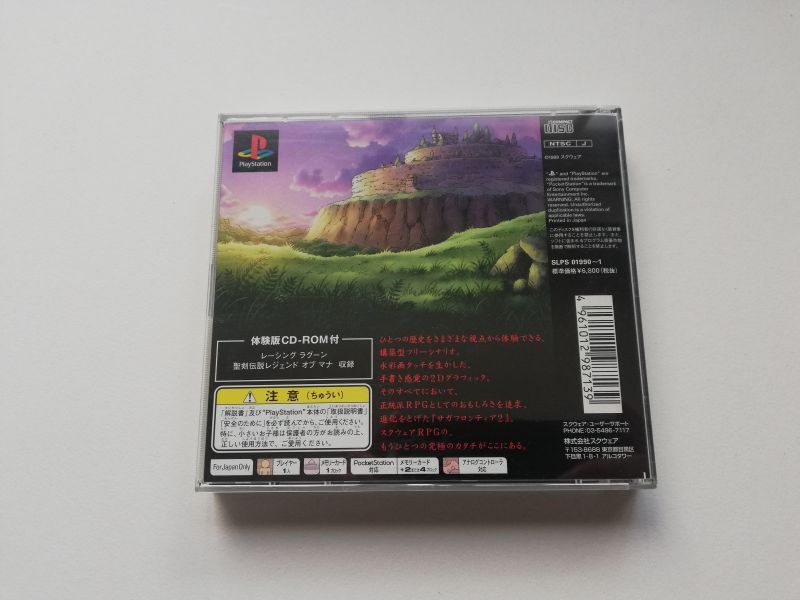 PlayStation
COMPACT
disc
NTSC J
©1999 スクウェア
"PS" and "PlayStation" are
registered trademarks,
"PocketStation" is a trademark
of Sony Computer
Entertainment Inc.
WARNING: All rights
reserved. Unauthorized
duplication is a violation of
applicable laws.
Printed in Japan
SLPS 01990〜1
標準価格¥6,800(税抜)
4 961012 987139
体験版CD-ROM付
レーシング ラグーン
聖剣伝説レジェンド オブ マナ 収録
ひとつの歴史をさまざまな視点から体験できる、
構築型フリーシナリオ。
水彩画タッチを生かした、
手書き感覚の2Dグラフィック。
そのすべてにおいて、
正統派RPGとしてのおもしろさを追求、
進化をとげた『サガフロンティア2』。
スクウェアRPGの、
もうひとつの究極のカタチがここにある。
注意(ちゅうい)
「解説書」及び"PlayStation"本体の「取扱説明書」
「安全のために」を必ず読んでから、ご使用ください。
特に、小さいお子様は保護者の方がお読みの上、
正しい使用方法で、ご愛用ください。
For Japan Only
プレイヤー
1人
メモリーカード
1ブロック
PocketStation
対応
メモリーカード
+2または4ブロック
アナログコントローラ
対応
スクウェア・ユーザーサポート
PHONE:03-5496-7117
株式会社スクウェア
〒153-8688 東京都目黒区
下目黒1-8-1 アルコタワー